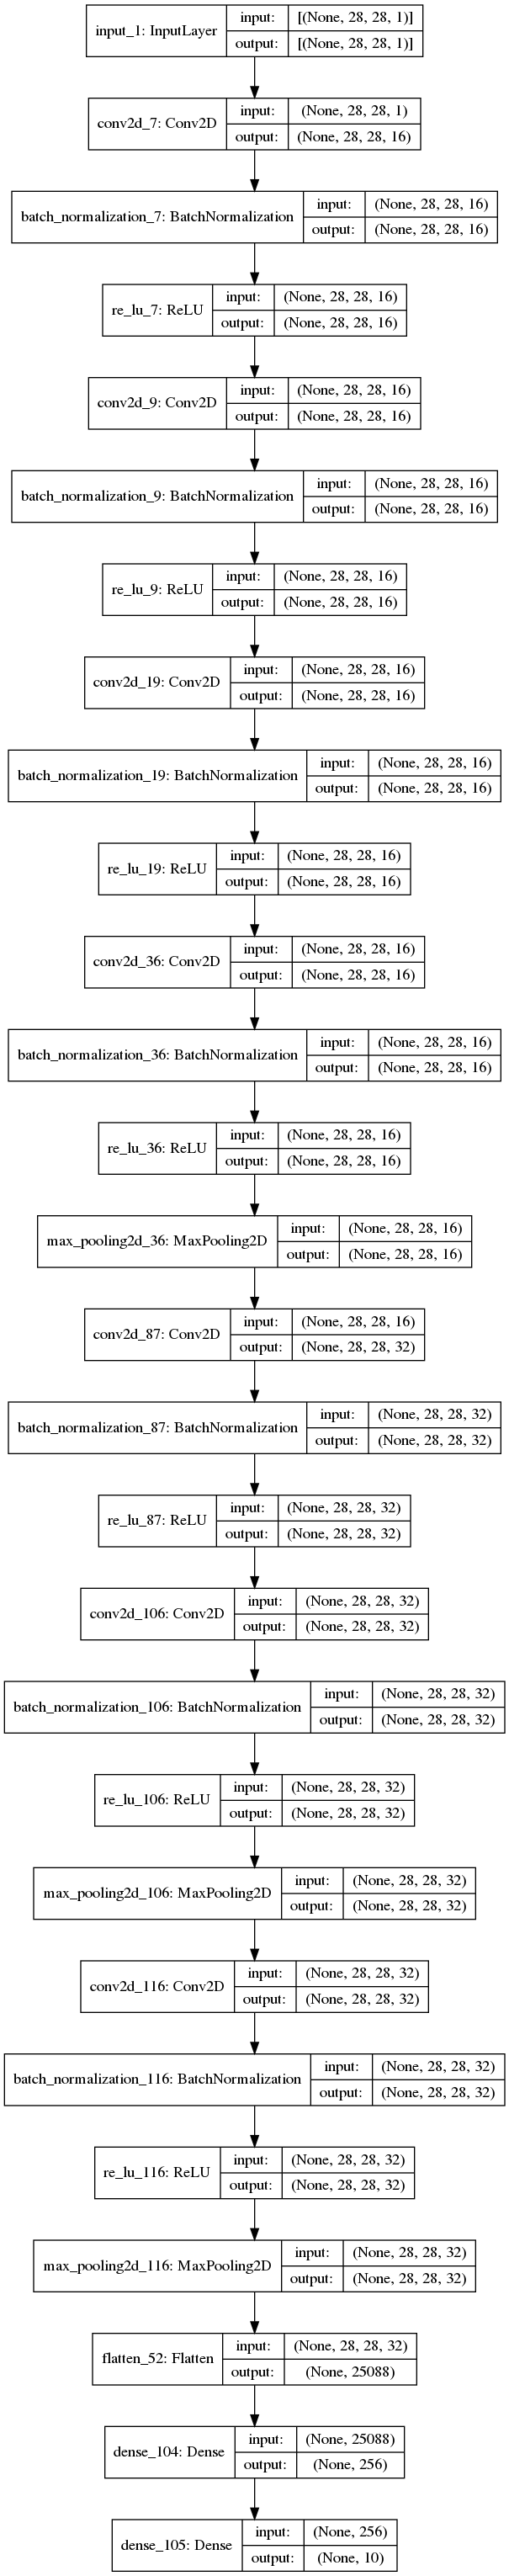 input_1: InputLayer
input: [(None, 28, 28, 1)]
output: [(None, 28, 28, 1)]
conv2d_7: Conv2D
input: (None, 28, 28, 1)
output: (None, 28, 28, 16)
batch_normalization_7: BatchNormalization
input: (None, 28, 28, 16)
output: (None, 28, 28, 16)
re_lu_7: ReLU
input: (None, 28, 28, 16)
output: (None, 28, 28, 16)
conv2d_9: Conv2D
input: (None, 28, 28, 16)
output: (None, 28, 28, 16)
batch_normalization_9: BatchNormalization
input: (None, 28, 28, 16)
output: (None, 28, 28, 16)
re_lu_9: ReLU
input: (None, 28, 28, 16)
output: (None, 28, 28, 16)
conv2d_19: Conv2D
input: (None, 28, 28, 16)
output: (None, 28, 28, 16)
batch_normalization_19: BatchNormalization
input: (None, 28, 28, 16)
output: (None, 28, 28, 16)
re_lu_19: ReLU
input: (None, 28, 28, 16)
output: (None, 28, 28, 16)
conv2d_36: Conv2D
input: (None, 28, 28, 16)
output: (None, 28, 28, 16)
batch_normalization_36: BatchNormalization
input: (None, 28, 28, 16)
output: (None, 28, 28, 16)
re_lu_36: ReLU
input: (None, 28, 28, 16)
output: (None, 28, 28, 16)
max_pooling2d_36: MaxPooling2D
input: (None, 28, 28, 16)
output: (None, 28, 28, 16)
conv2d_87: Conv2D
input: (None, 28, 28, 16)
output: (None, 28, 28, 32)
batch_normalization_87: BatchNormalization
input: (None, 28, 28, 32)
output: (None, 28, 28, 32)
re_lu_87: ReLU
input: (None, 28, 28, 32)
output: (None, 28, 28, 32)
conv2d_106: Conv2D
input: (None, 28, 28, 32)
output: (None, 28, 28, 32)
batch_normalization_106: BatchNormalization
input: (None, 28, 28, 32)
output: (None, 28, 28, 32)
re_lu_106: ReLU
input: (None, 28, 28, 32)
output: (None, 28, 28, 32)
max_pooling2d_106: MaxPooling2D
input: (None, 28, 28, 32)
output: (None, 28, 28, 32)
conv2d_116: Conv2D
input: (None, 28, 28, 32)
output: (None, 28, 28, 32)
batch_normalization_116: BatchNormalization
input: (None, 28, 28, 32)
output: (None, 28, 28, 32)
re_lu_116: ReLU
input: (None, 28, 28, 32)
output: (None, 28, 28, 32)
max_pooling2d_116: MaxPooling2D
input: (None, 28, 28, 32)
output: (None, 28, 28, 32)
flatten_52: Flatten
input: (None, 28, 28, 32)
output: (None, 25088)
dense_104: Dense
input: (None, 25088)
output: (None, 256)
dense_105: Dense
input: (None, 256)
output: (None, 10)